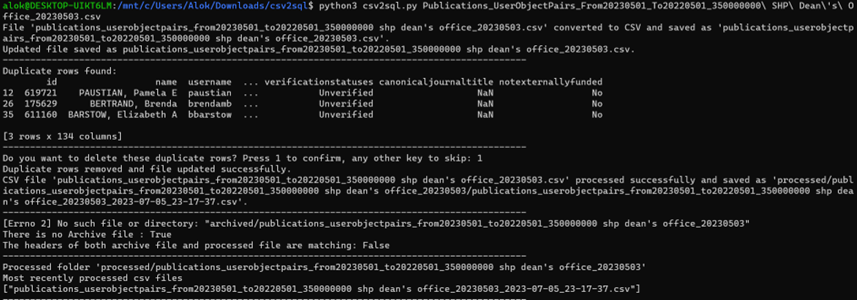 alok@DESKTOP-UIKT6LM:/mnt/c/Users/Alok/Downloads/csv2sql$ python3 csv2sql.py Publications_UserObjectPairs_From20230501_To20220501_350000000\ SHP\ Dean\'s\ O
ffice_20230503.csv
File 'publications_userobjectpairs_from20230501_to20220501_350000000 shp dean's office_20230503.csv' converted to CSV and saved as 'publications_userobjectpa
irs_from20230501_to20220501_350000000 shp dean's office_20230503.csv'.
Updated file saved as publications_userobjectpairs_from20230501_to20220501_350000000 shp dean's office_20230503.csv.
--------------------------------------------------------------------------------------------------------
Duplicate rows found:
        id                  name  username  ... verificationstatuses canonicaljournaltitle notexternallyfunded
12  619721    PAUSTIAN, Pamela E  paustian  ...           Unverified                   NaN                  No
26  175629      BERTRAND, Brenda  brendamb  ...           Unverified                   NaN                  No
35  611160  BARSTOW, Elizabeth A  bbarstow  ...           Unverified                   NaN                  No
[3 rows x 134 columns]
--------------------------------------------------------------------------------------------------------
Do you want to delete these duplicate rows? Press 1 to confirm, any other key to skip: 1
Duplicate rows removed and file updated successfully.
CSV file 'publications_userobjectpairs_from20230501_to20220501_350000000 shp dean's office_20230503.csv' processed successfully and saved as 'processed/publ
ications_userobjectpairs_from20230501_to20220501_350000000 shp dean's office_20230503/publications_userobjectpairs_from20230501_to20220501_350000000 shp dea
n's office_20230503_2023-07-05_23-17-37.csv'.
--------------------------------------------------------------------------------------------------------
[Errno 2] No such file or directory: "archived/publications_userobjectpairs_from20230501_to20220501_350000000 shp dean's office_20230503"
There is no Archive file : True
The headers of both archive file and processed file are matching: False
--------------------------------------------------------------------------------------------------------
Processed folder 'processed/publications_userobjectpairs_from20230501_to20220501_350000000 shp dean's office_20230503'
Most recently processed csv files
["publications_userobjectpairs_from20230501_to20220501_350000000 shp dean's office_20230503_2023-07-05_23-17-37.csv"]
--------------------------------------------------------------------------------------------------------